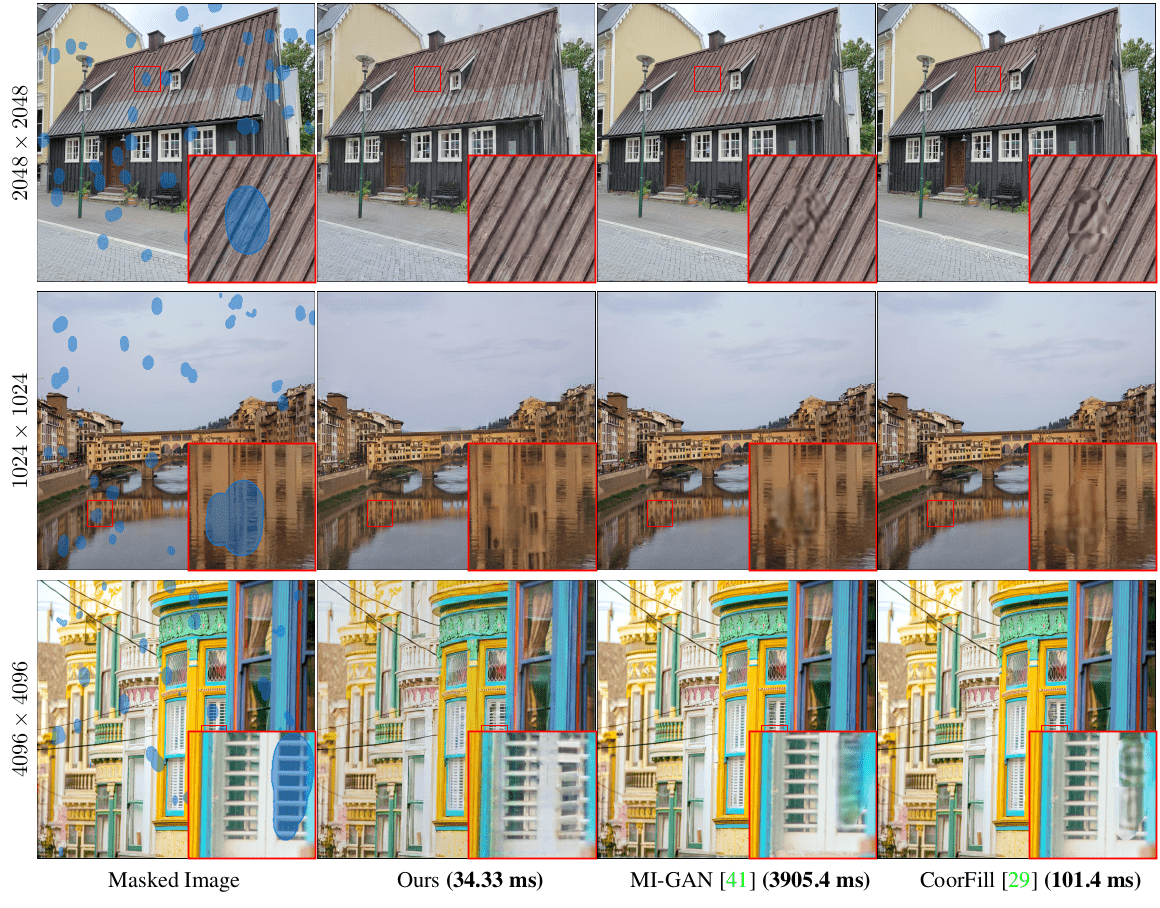 2048 × 2048
1024 × 1024
4096 × 4096
Masked Image
Ours (34.33 ms)
MI-GAN [41] (3905.4 ms)
CoorFill [29] (101.4 ms)